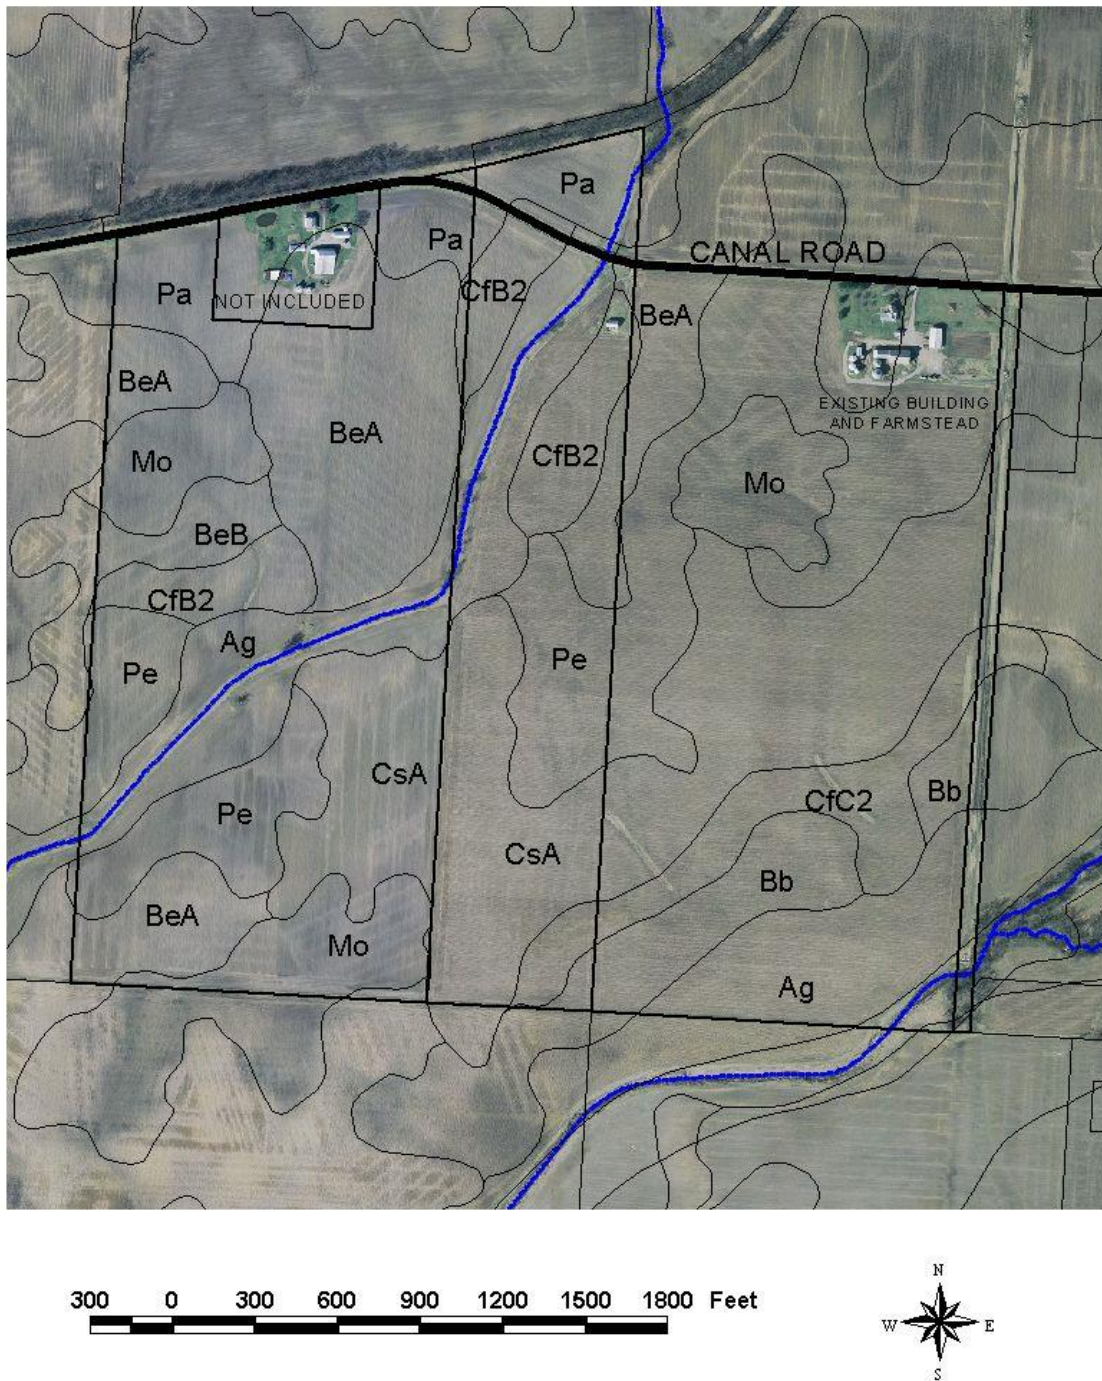 Pa
Pa
CANAL ROAD
Pa
NOT INCLUDED
CfB2
BeA
BeA
EXISTING BUILDING
AND FARMSTEAD
BeA
Mo
CfB2
Mo
BeB
CfB2
Ag
Pe
Pe
CsA
Pe
CfC2
Bb
CsA
Bb
BeA
Mo
Ag
300 0 300 600 900 1200 1500 1800 Feet
N
W E
S